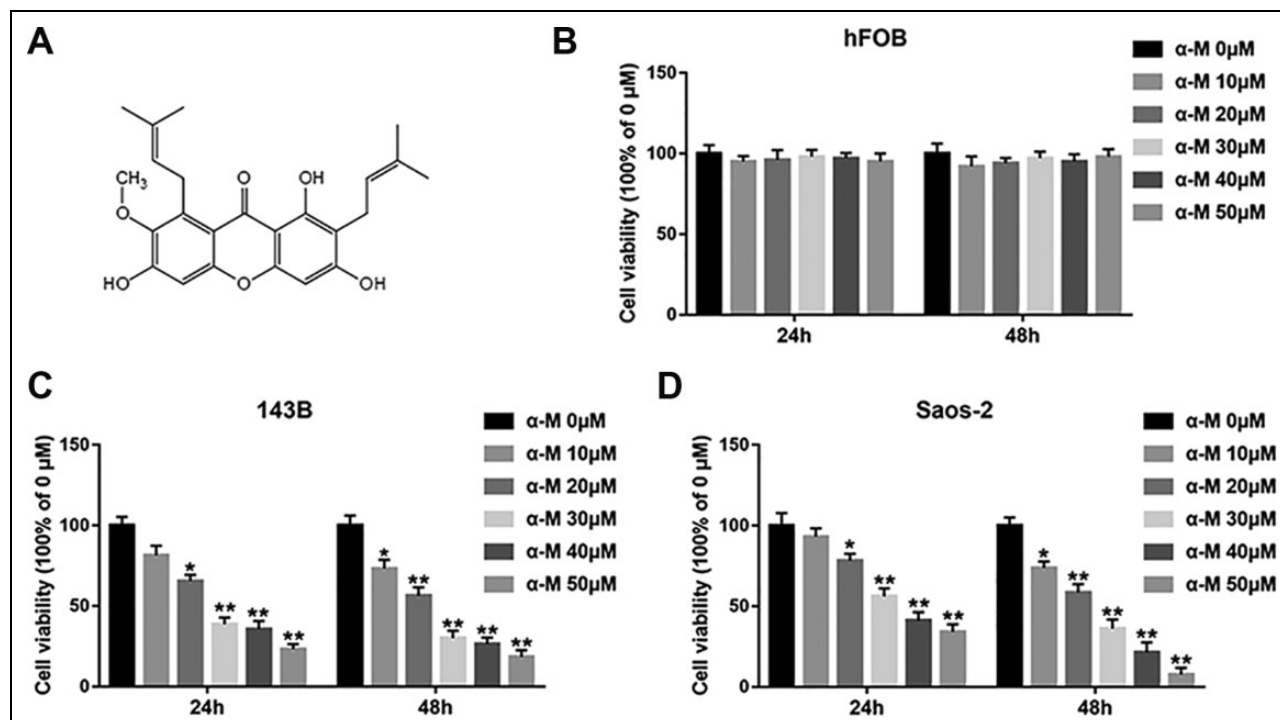 A
CH₃
O
HO
O
O
OH
OH
B
hFOB
Cell viability (100% of 0 µM)
150
100
50
0
24h
48h
α-M 0µM
α-M 10µM
α-M 20µM
α-M 30µM
α-M 40µM
α-M 50µM
C
143B
Cell viability (100% of 0 µM)
150
100
50
0
*
**
**
**
*
**
**
**
**
24h
48h
α-M 0µM
α-M 10µM
α-M 20µM
α-M 30µM
α-M 40µM
α-M 50µM
D
Saos-2
Cell viability (100% of 0 µM)
150
100
50
0
*
**
**
**
*
**
**
**
**
24h
48h
α-M 0µM
α-M 10µM
α-M 20µM
α-M 30µM
α-M 40µM
α-M 50µM